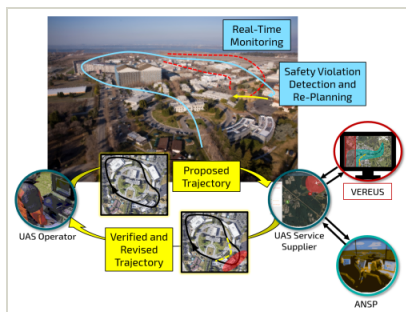 Real-Time
Monitoring
Safety Violation
Detection and
Re-Planning
Proposed
Trajectory
VEREUS
UAS Operator
Verified and
Revised
Trajectory
UAS Service
Supplier
ANSP